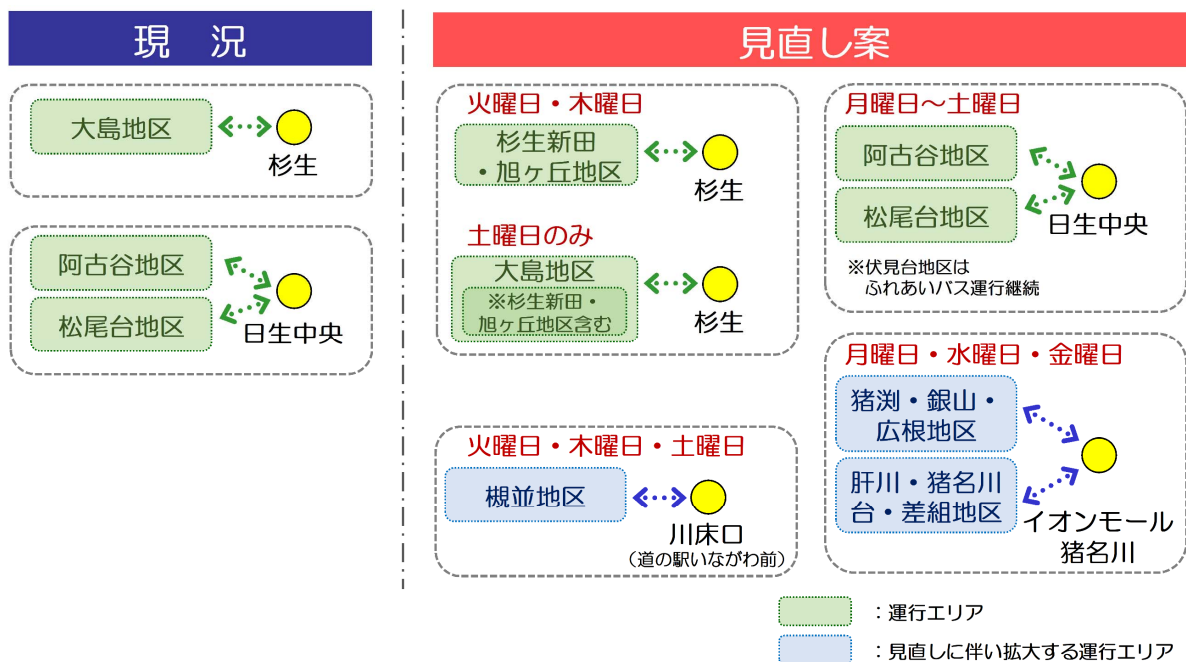 現　況
大島地区
杉生
阿古谷地区
松尾台地区
日生中央
見直し案
火曜日・木曜日
杉生新田
・旭ヶ丘地区
杉生
土曜日のみ
大島地区
※杉生新田・
旭ヶ丘地区含む
杉生
火曜日・木曜日・土曜日
槻並地区
川床口
（道の駅いながわ前）
月曜日～土曜日
阿古谷地区
松尾台地区
日生中央
※伏見台地区は
ふれあいバス運行継続
月曜日・水曜日・金曜日
猪渕・銀山・
広根地区
肝川・猪名川
台・差組地区
イオンモール
猪名川
：運行エリア
：見直しに伴い拡大する運行エリア